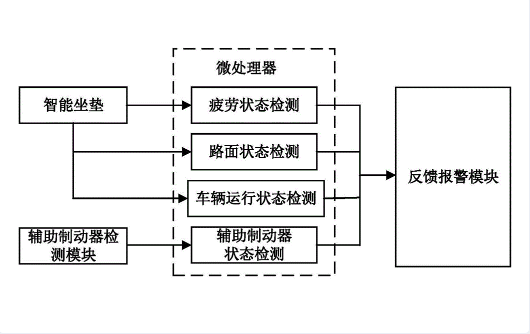 微处理器
智能坐垫
疲劳状态检测
路面状态检测
车辆运行状态检测
反馈报警模块
辅助制动器检
测模块
辅助制动器
状态检测